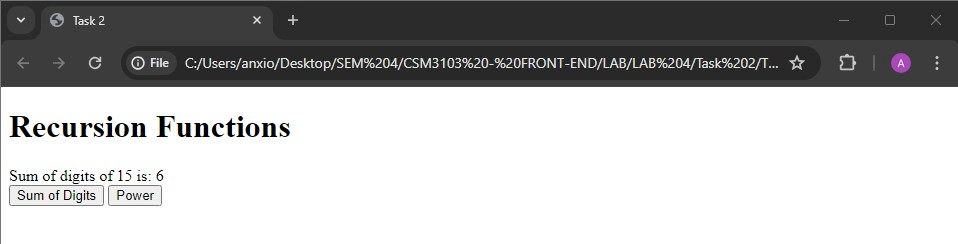 Task 2
File C:/Users/anxio/Desktop/SEM%204/CSM3103%20-%20FRONT-END/LAB/LAB%204/Task%202/T... A
Recursion Functions
Sum of digits of 15 is: 6
Sum of Digits Power